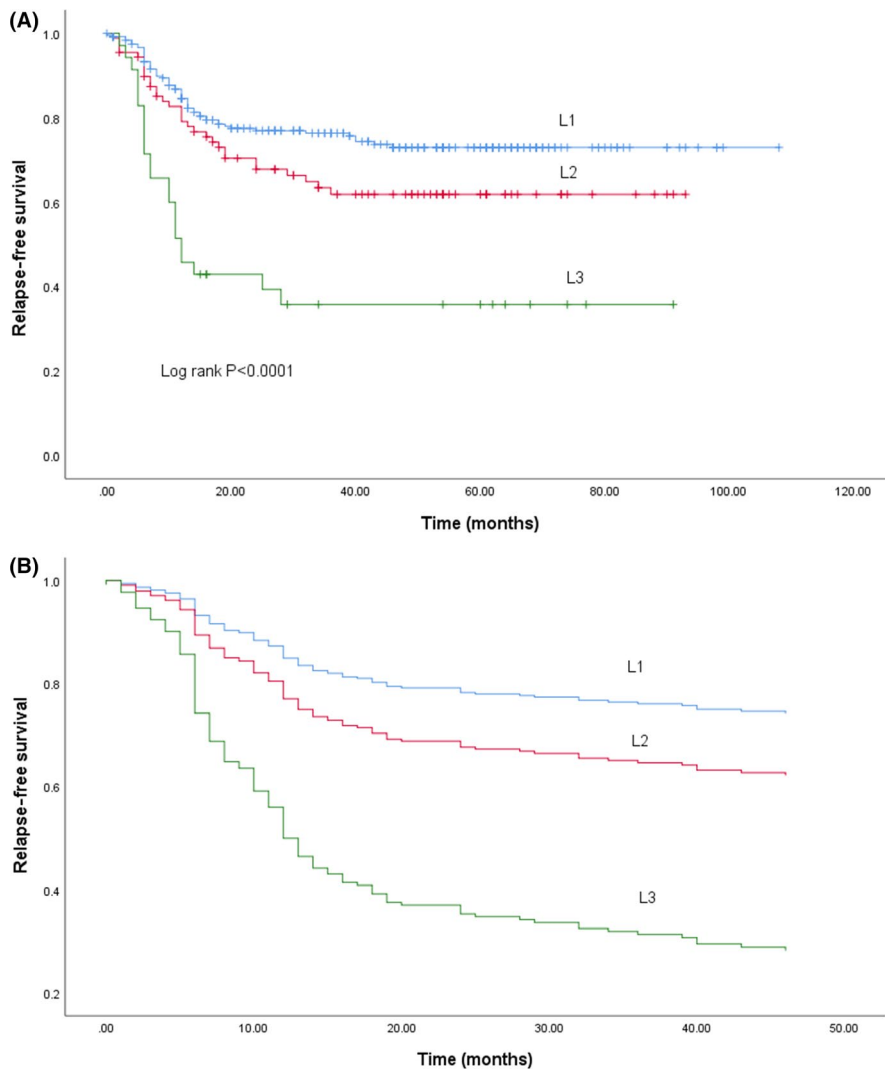 (A)
1.0
0.8
0.6
0.4
0.2
0.0
Relapse-free survival
L1
L2
L3
Log rank P<0.0001
.00 20.00 40.00 60.00 80.00 100.00 120.00
Time (months)
(B)
1.0
0.8
0.6
0.4
0.2
Relapse-free survival
L1
L2
L3
.00 10.00 20.00 30.00 40.00 50.00
Time (months)